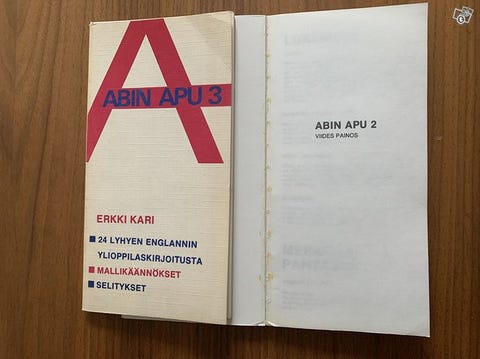 ABIN APU 3
ERKKI KARI
24 LYHYEN ENGLANNIN
YLIOPPILASKIRJOITUSTA
MALLIKÄÄNNÖKSET
SELITYKSET
ABIN APU 2
VIIDES PAINOS